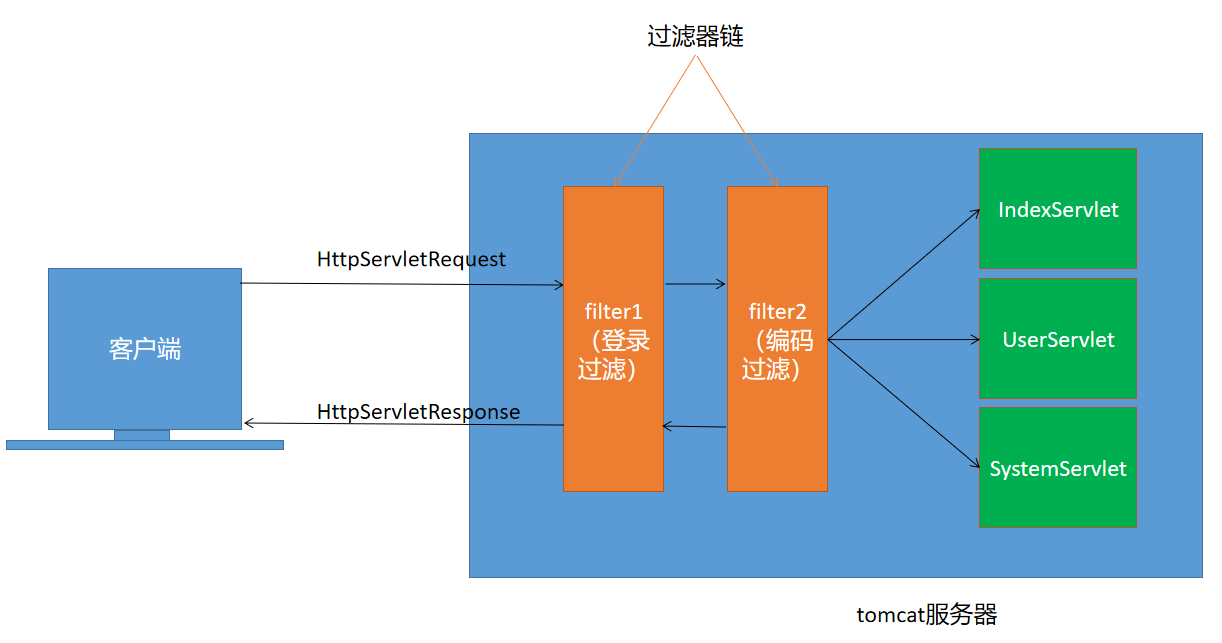 过滤器链
HttpServletRequest
客户端
HttpServletResponse
filter1
（登录
过滤）
filter2
（编码
过滤）
IndexServlet
UserServlet
SystemServlet
tomcat服务器